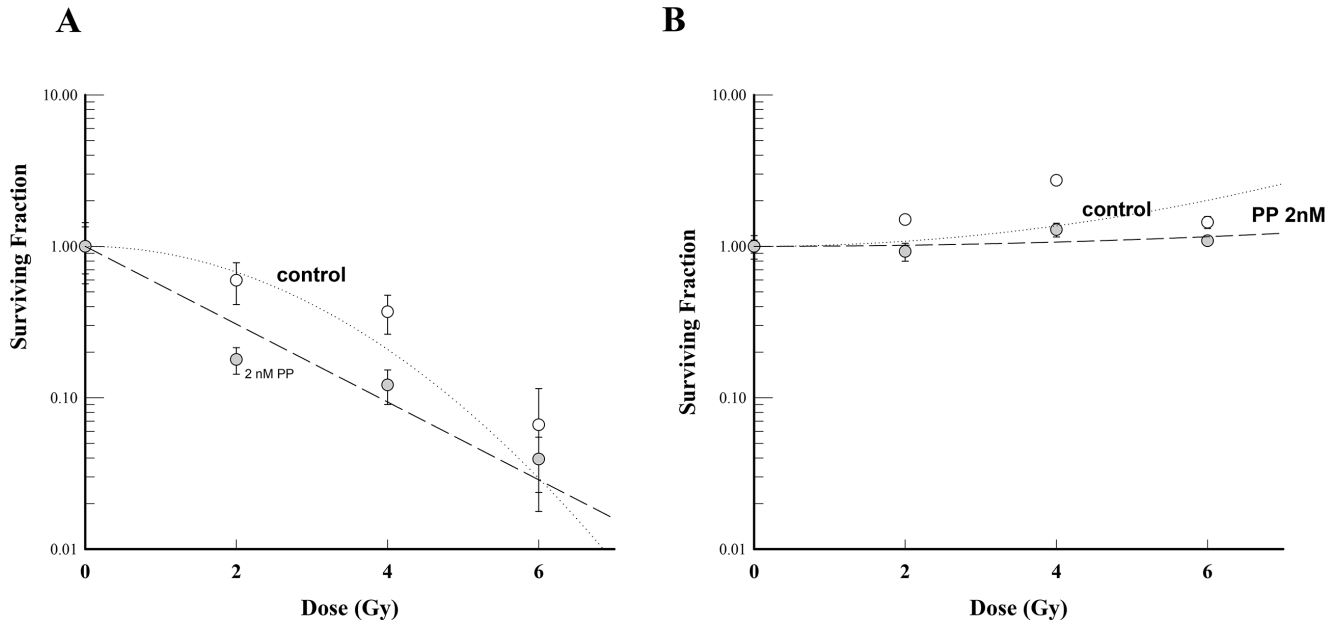 A
10.00
1.00
0.10
0.01
Surviving Fraction
control
2 nM PP
0
2
4
6
Dose (Gy)
B
10.00
1.00
0.10
0.01
Surviving Fraction
control
PP 2nM
0
2
4
6
Dose (Gy)